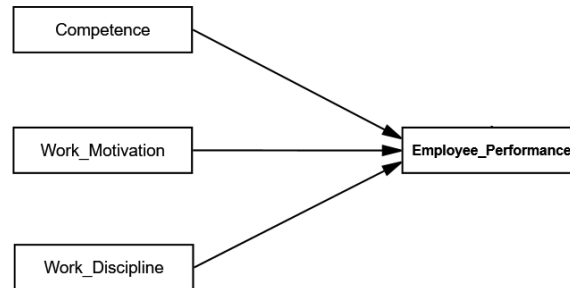 Competence
Work_Motivation
Employee_Performance
Work_Discipline